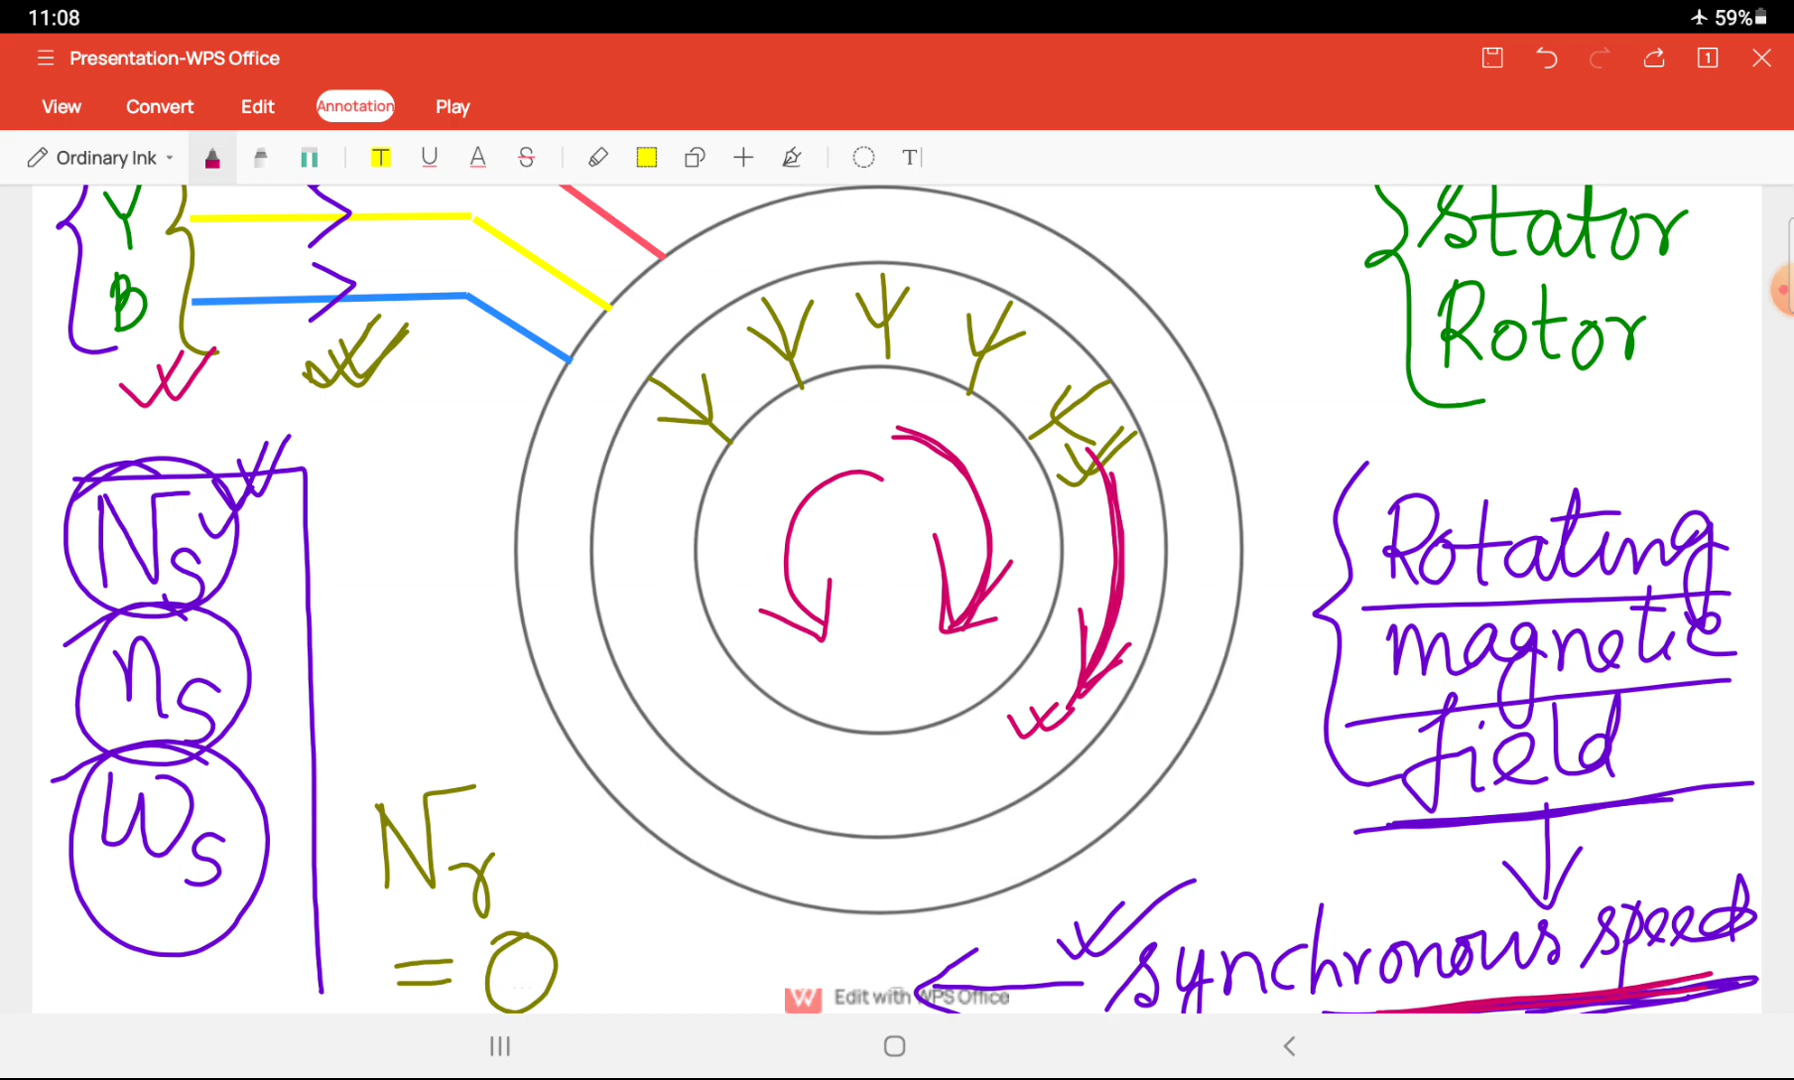 11:08
59%
Presentation-WPS Office
1
View Convert Edit Annotation Play
Ordinary Ink T U A S T
Y
B
Stator
Rotor
Ns
ns
ws
Nr
= 0
Rotating
magnetic
field
synchronous speed
W Edit with WPS Office